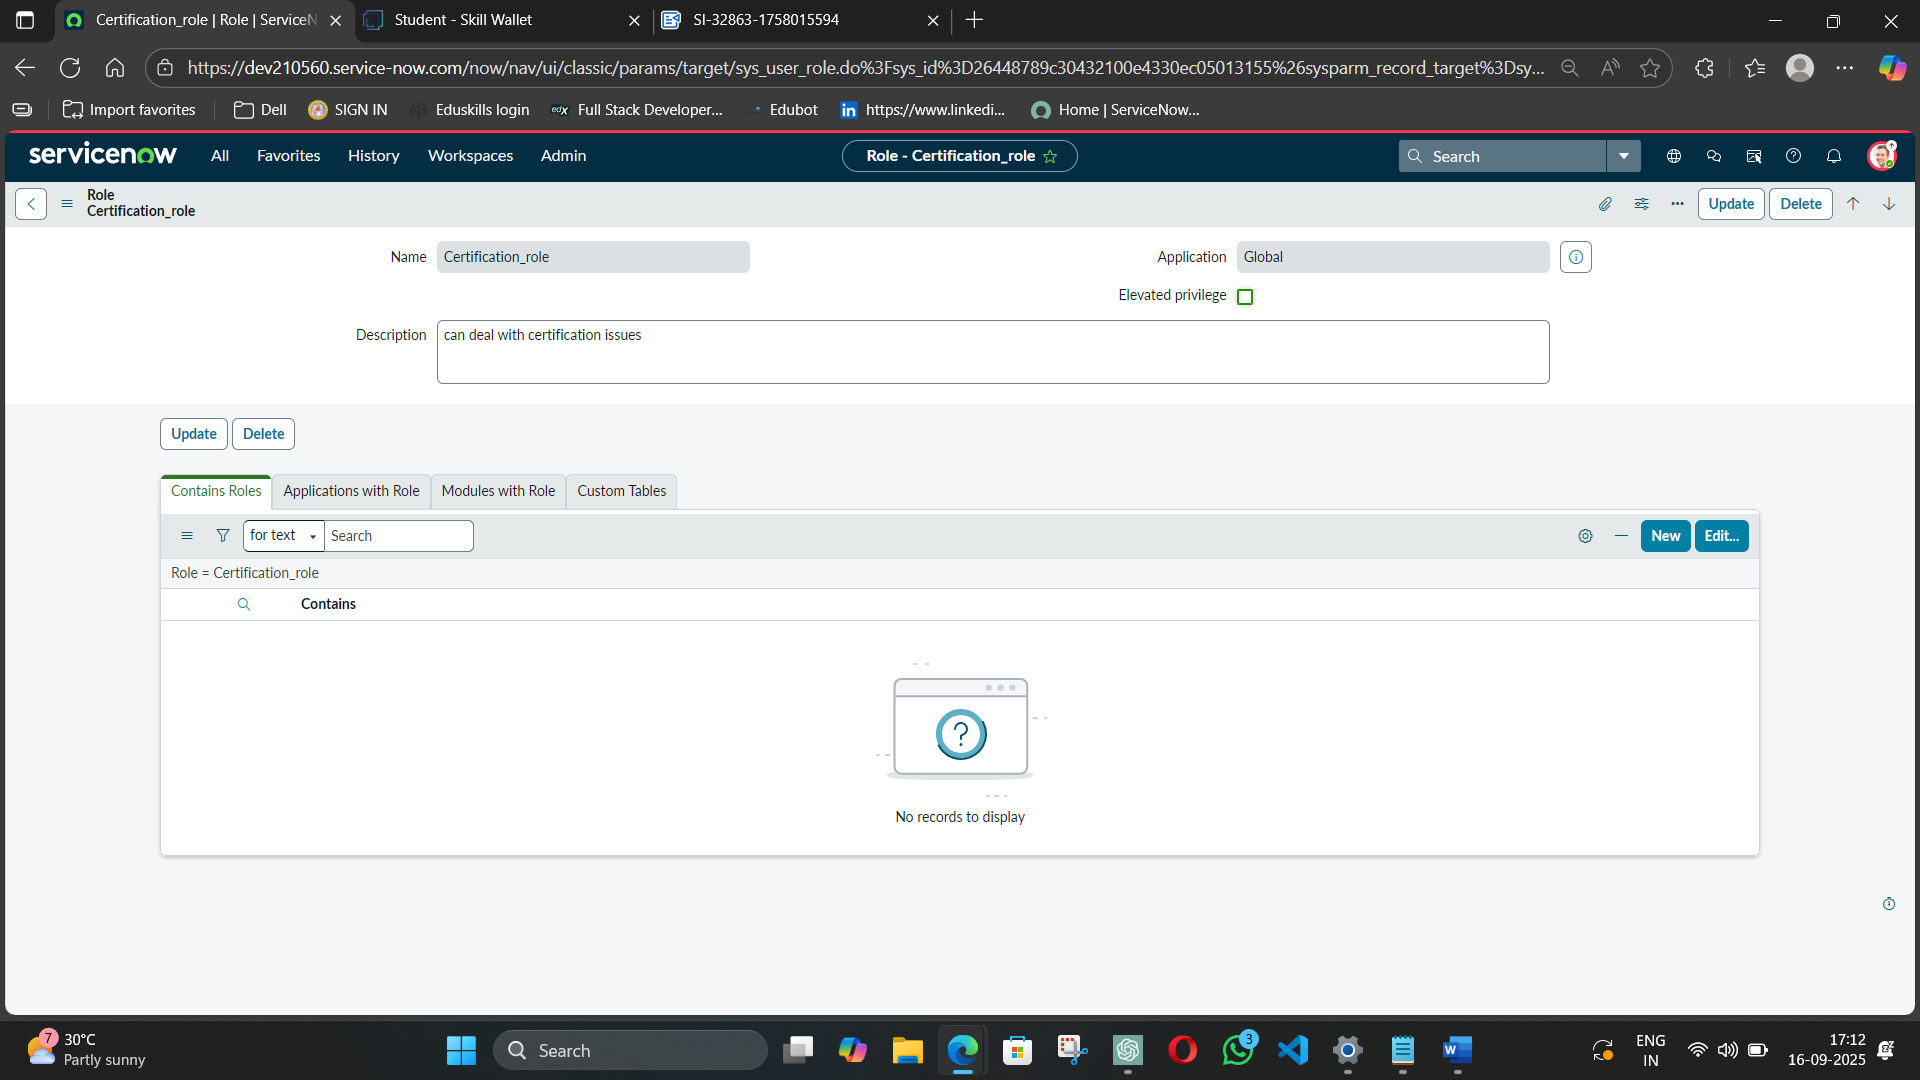 Certification_role | Role | ServiceN
Student - Skill Wallet
SI-32863-1758015594
https://dev210560.service-now.com/now/nav/ui/classic/params/target/sys_user_role.do%3Fsys_id%3D26448789c30432100e4330ec05013155%26sysparm_record_target%3Dsy...
Import favorites
Dell
SIGN IN
Eduskills login
edX
Full Stack Developer...
Edubot
in
https://www.linkedi...
Home | ServiceNow...
servicenow
All
Favorites
History
Workspaces
Admin
Role - Certification_role
Search
Role
Certification_role
Update
Delete
Name
Certification_role
Application
Global
Elevated privilege
Description
can deal with certification issues
Update
Delete
Contains Roles
Applications with Role
Modules with Role
Custom Tables
for text
Search
New
Edit...
Role = Certification_role
Contains
?
No records to display
7
30°C
Partly sunny
Search
3
W
ENG
IN
17:12
16-09-2025